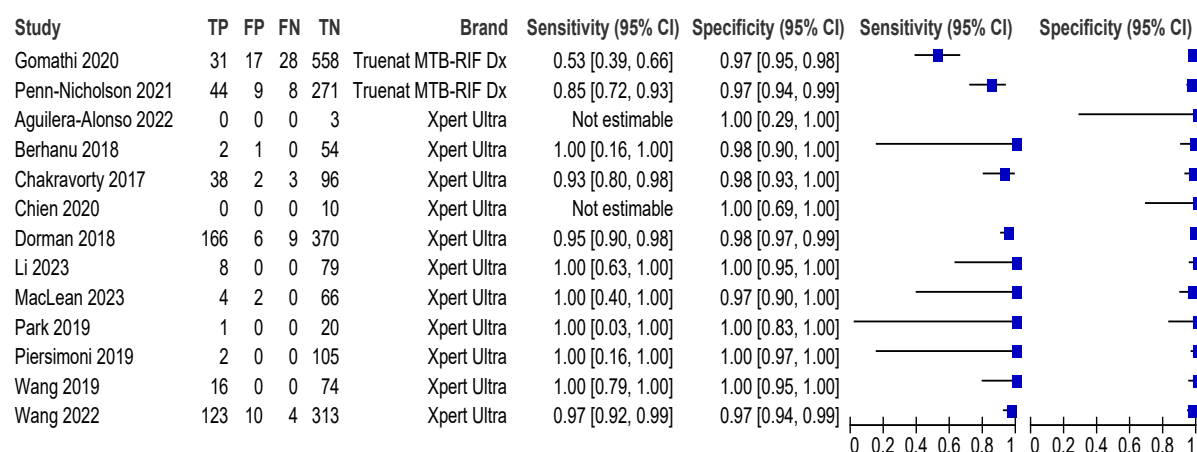 Study TP FP FN TN Brand Sensitivity (95% CI) Specificity (95% CI) Sensitivity (95% CI) Specificity (95% CI)
Gomathi 2020 31 17 28 558 Truenat MTB-RIF Dx 0.53 [0.39, 0.66] 0.97 [0.95, 0.98]
Penn-Nicholson 2021 44 9 8 271 Truenat MTB-RIF Dx 0.85 [0.72, 0.93] 0.97 [0.94, 0.99]
Aguilera-Alonso 2022 0 0 0 3 Xpert Ultra Not estimable 1.00 [0.29, 1.00]
Berhanu 2018 2 1 0 54 Xpert Ultra 1.00 [0.16, 1.00] 0.98 [0.90, 1.00]
Chakravorty 2017 38 2 3 96 Xpert Ultra 0.93 [0.80, 0.98] 0.98 [0.93, 1.00]
Chien 2020 0 0 0 10 Xpert Ultra Not estimable 1.00 [0.69, 1.00]
Dorman 2018 166 6 9 370 Xpert Ultra 0.95 [0.90, 0.98] 0.98 [0.97, 0.99]
Li 2023 8 0 0 79 Xpert Ultra 1.00 [0.63, 1.00] 1.00 [0.95, 1.00]
MacLean 2023 4 2 0 66 Xpert Ultra 1.00 [0.40, 1.00] 0.97 [0.90, 1.00]
Park 2019 1 0 0 20 Xpert Ultra 1.00 [0.03, 1.00] 1.00 [0.83, 1.00]
Piersimoni 2019 2 0 0 105 Xpert Ultra 1.00 [0.16, 1.00] 1.00 [0.97, 1.00]
Wang 2019 16 0 0 74 Xpert Ultra 1.00 [0.79, 1.00] 1.00 [0.95, 1.00]
Wang 2022 123 10 4 313 Xpert Ultra 0.97 [0.92, 0.99] 0.97 [0.94, 0.99]
0 0.2 0.4 0.6 0.8 1 0 0.2 0.4 0.6 0.8 1